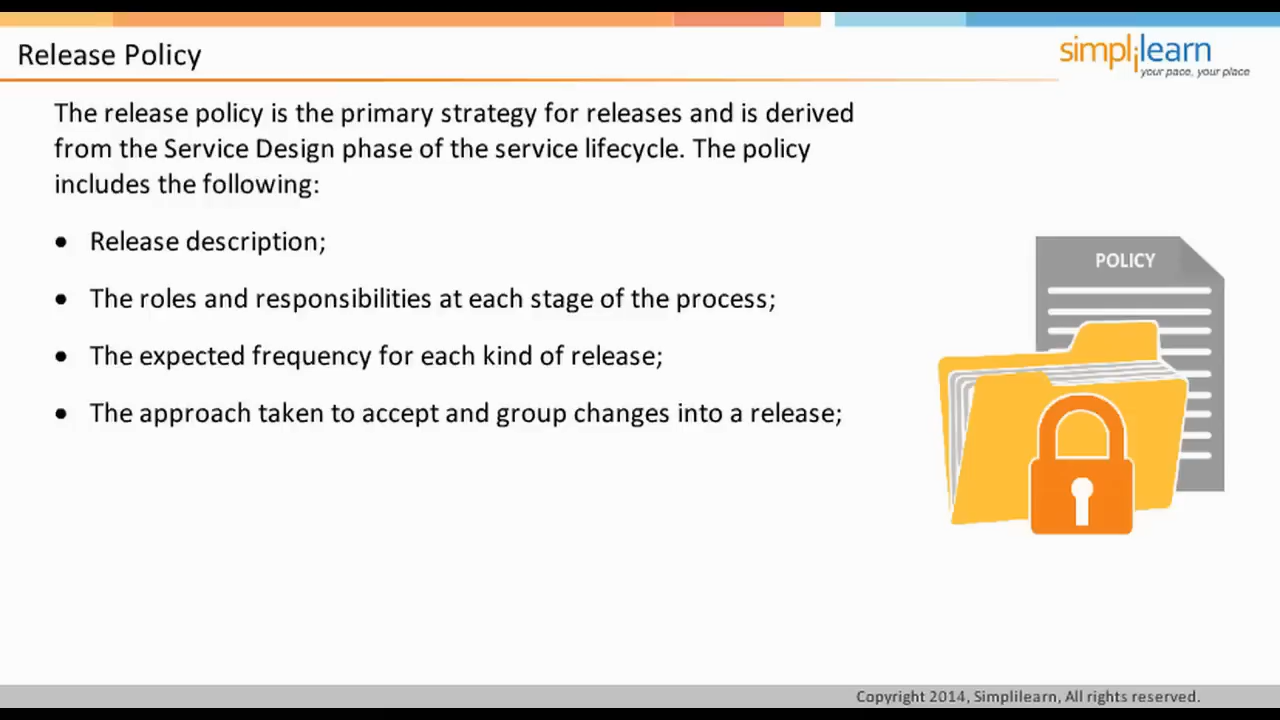 Release Policy
simplilearn
your pace, your place
The release policy is the primary strategy for releases and is derived
from the Service Design phase of the service lifecycle. The policy
includes the following:
• Release description;
• The roles and responsibilities at each stage of the process;
• The expected frequency for each kind of release;
• The approach taken to accept and group changes into a release;
POLICY
Copyright 2014, Simplilearn, All rights reserved.